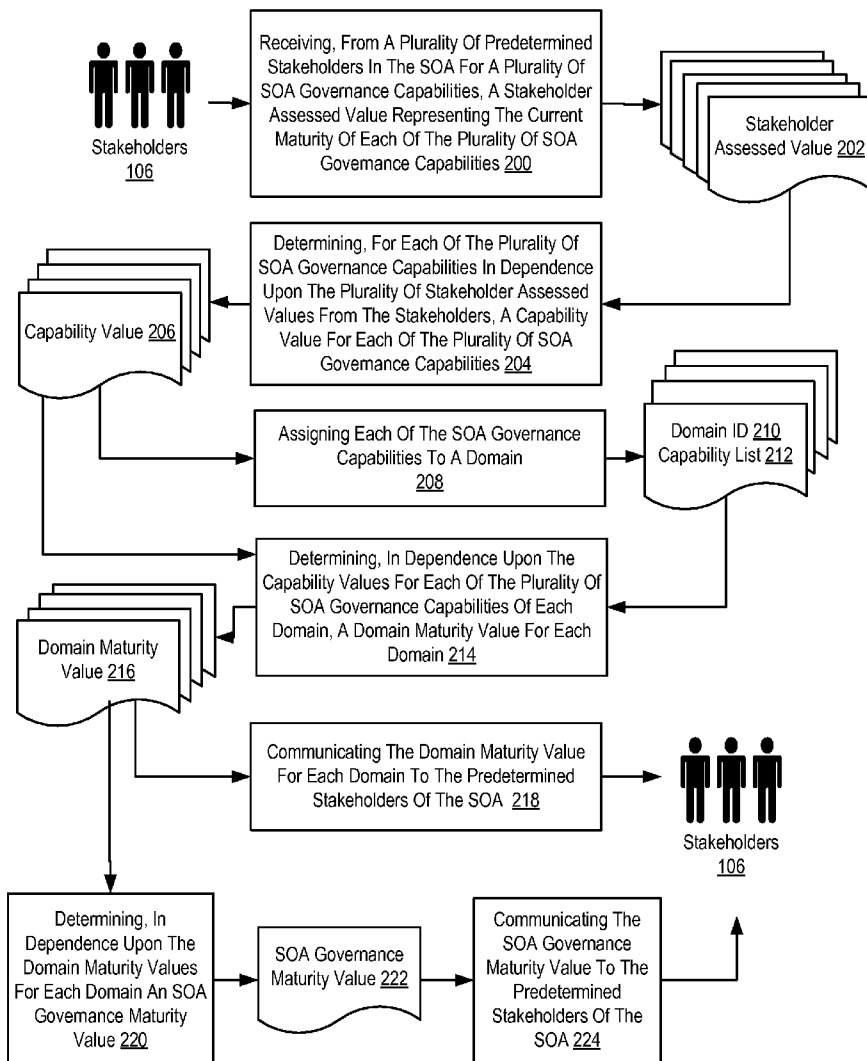 Receiving, From A Plurality Of Predetermined
Stakeholders In The SOA For A Plurality Of
SOA Governance Capabilities, A Stakeholder
Assessed Value Representing The Current
Maturity Of Each Of The Plurality Of SOA
Governance Capabilities 200
Stakeholders
106
Stakeholder
Assessed Value 202
Determining, For Each Of The Plurality Of
SOA Governance Capabilities In Dependence
Upon The Plurality Of Stakeholder Assessed
Values From The Stakeholders, A Capability
Value For Each Of The Plurality Of SOA
Governance Capabilities 204
Capability Value 206
Assigning Each Of The SOA Governance
Capabilities To A Domain
208
Domain ID 210
Capability List 212
Determining, In Dependence Upon The
Capability Values For Each Of The Plurality Of
SOA Governance Capabilities Of Each
Domain, A Domain Maturity Value For Each
Domain 214
Domain Maturity
Value 216
Communicating The Domain Maturity Value
For Each Domain To The Predetermined
Stakeholders Of The SOA 218
Stakeholders
106
Determining, In
Dependence Upon The
Domain Maturity Values
For Each Domain An SOA
Governance Maturity
Value 220
SOA Governance
Maturity Value 222
Communicating The
SOA Governance
Maturity Value To The
Predetermined
Stakeholders Of The
SOA 224